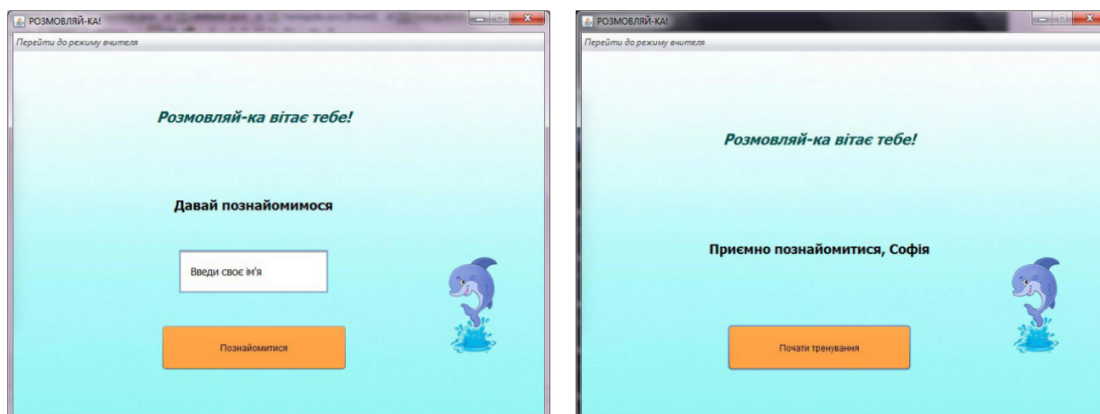 РОЗМОВЛЯЙ-КА!
Перейти до режиму вчителя
Розмовляй-ка вітає тебе!
Давай познайомимося
Введи своє ім'я
Познайомитися
РОЗМОВЛЯЙ-КА!
Перейти до режиму вчителя
Розмовляй-ка вітає тебе!
Приємно познайомитися, Софія
Почати тренування